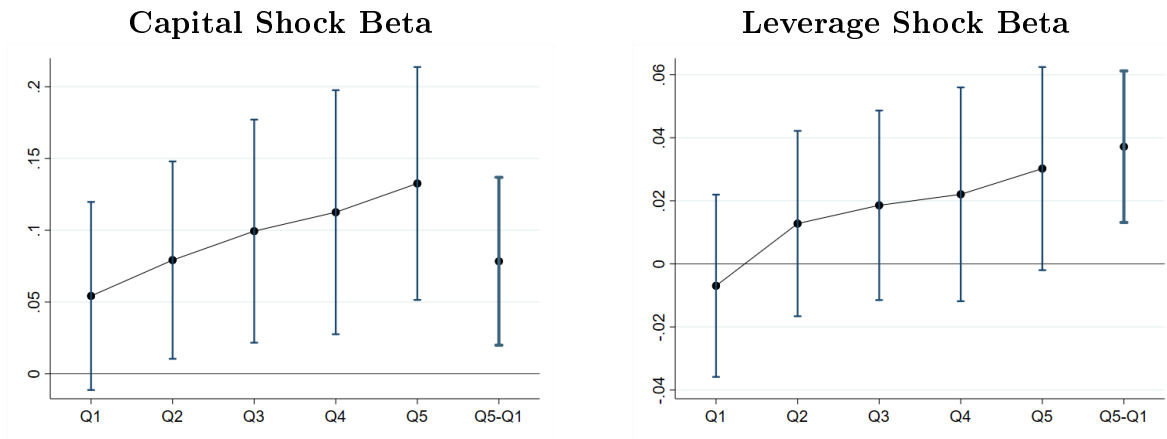 Capital Shock Beta
.2
.15
.1
.05
0
Q1 Q2 Q3 Q4 Q5 Q5-Q1
Leverage Shock Beta
.06
.04
.02
0
-.02
-.04
Q1 Q2 Q3 Q4 Q5 Q5-Q1